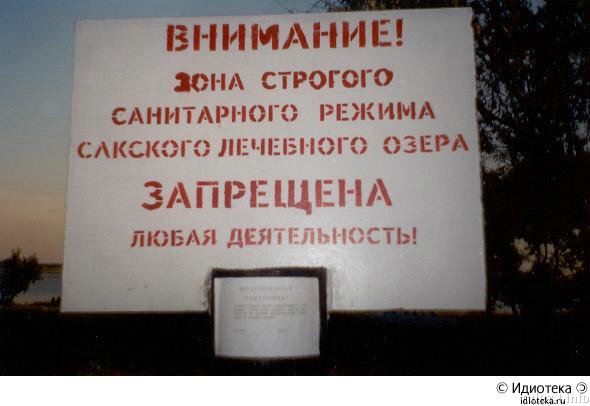 ВНИМАНИЕ!
ЗОНА СТРОГОГО
САНИТАРНОГО РЕЖИМА
САКСКОГО ЛЕЧЕБНОГО ОЗЕРА
ЗАПРЕЩЕНА
ЛЮБАЯ ДЕЯТЕЛЬНОСТЬ!
© Идиотека
idioteka.ru